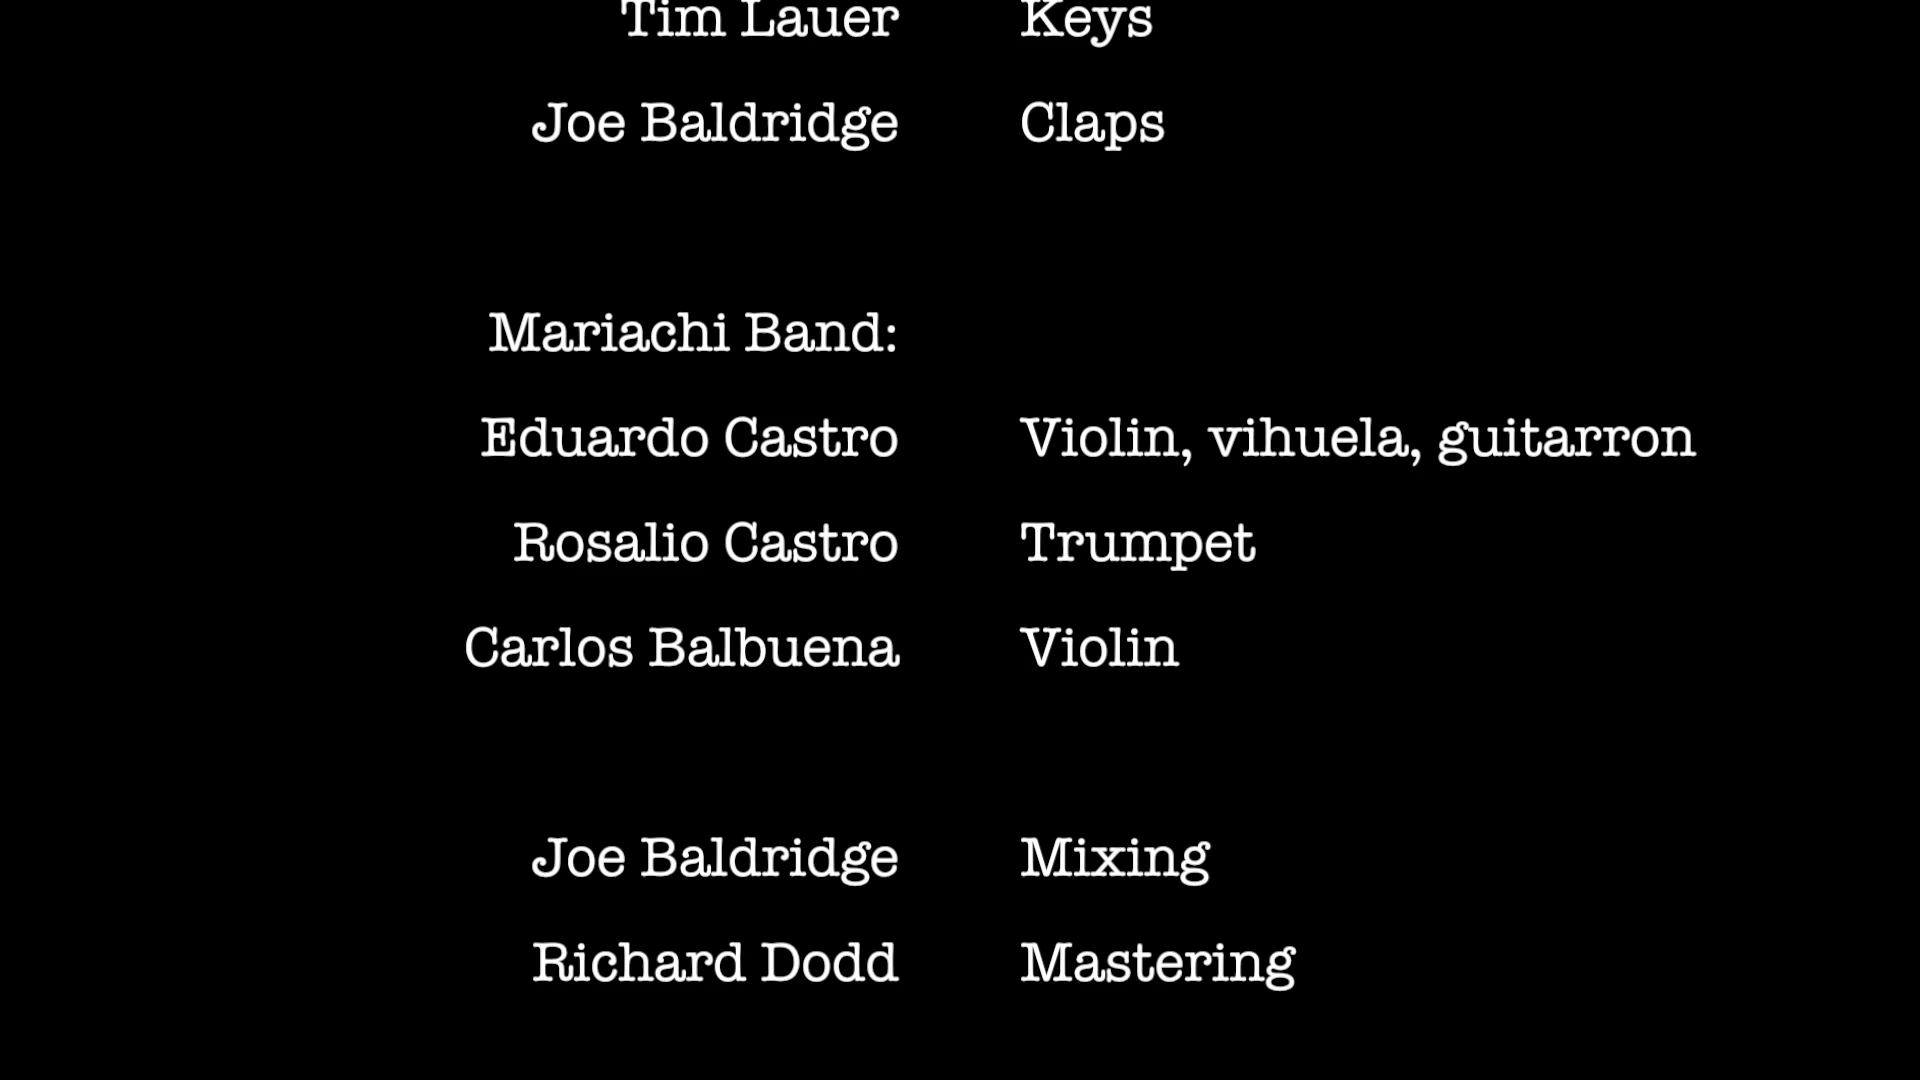 Tim Lauer Keys
Joe Baldridge Claps
Mariachi Band:
Eduardo Castro Violin, vihuela, guitarron
Rosalio Castro Trumpet
Carlos Balbuena Violin
Joe Baldridge Mixing
Richard Dodd Mastering